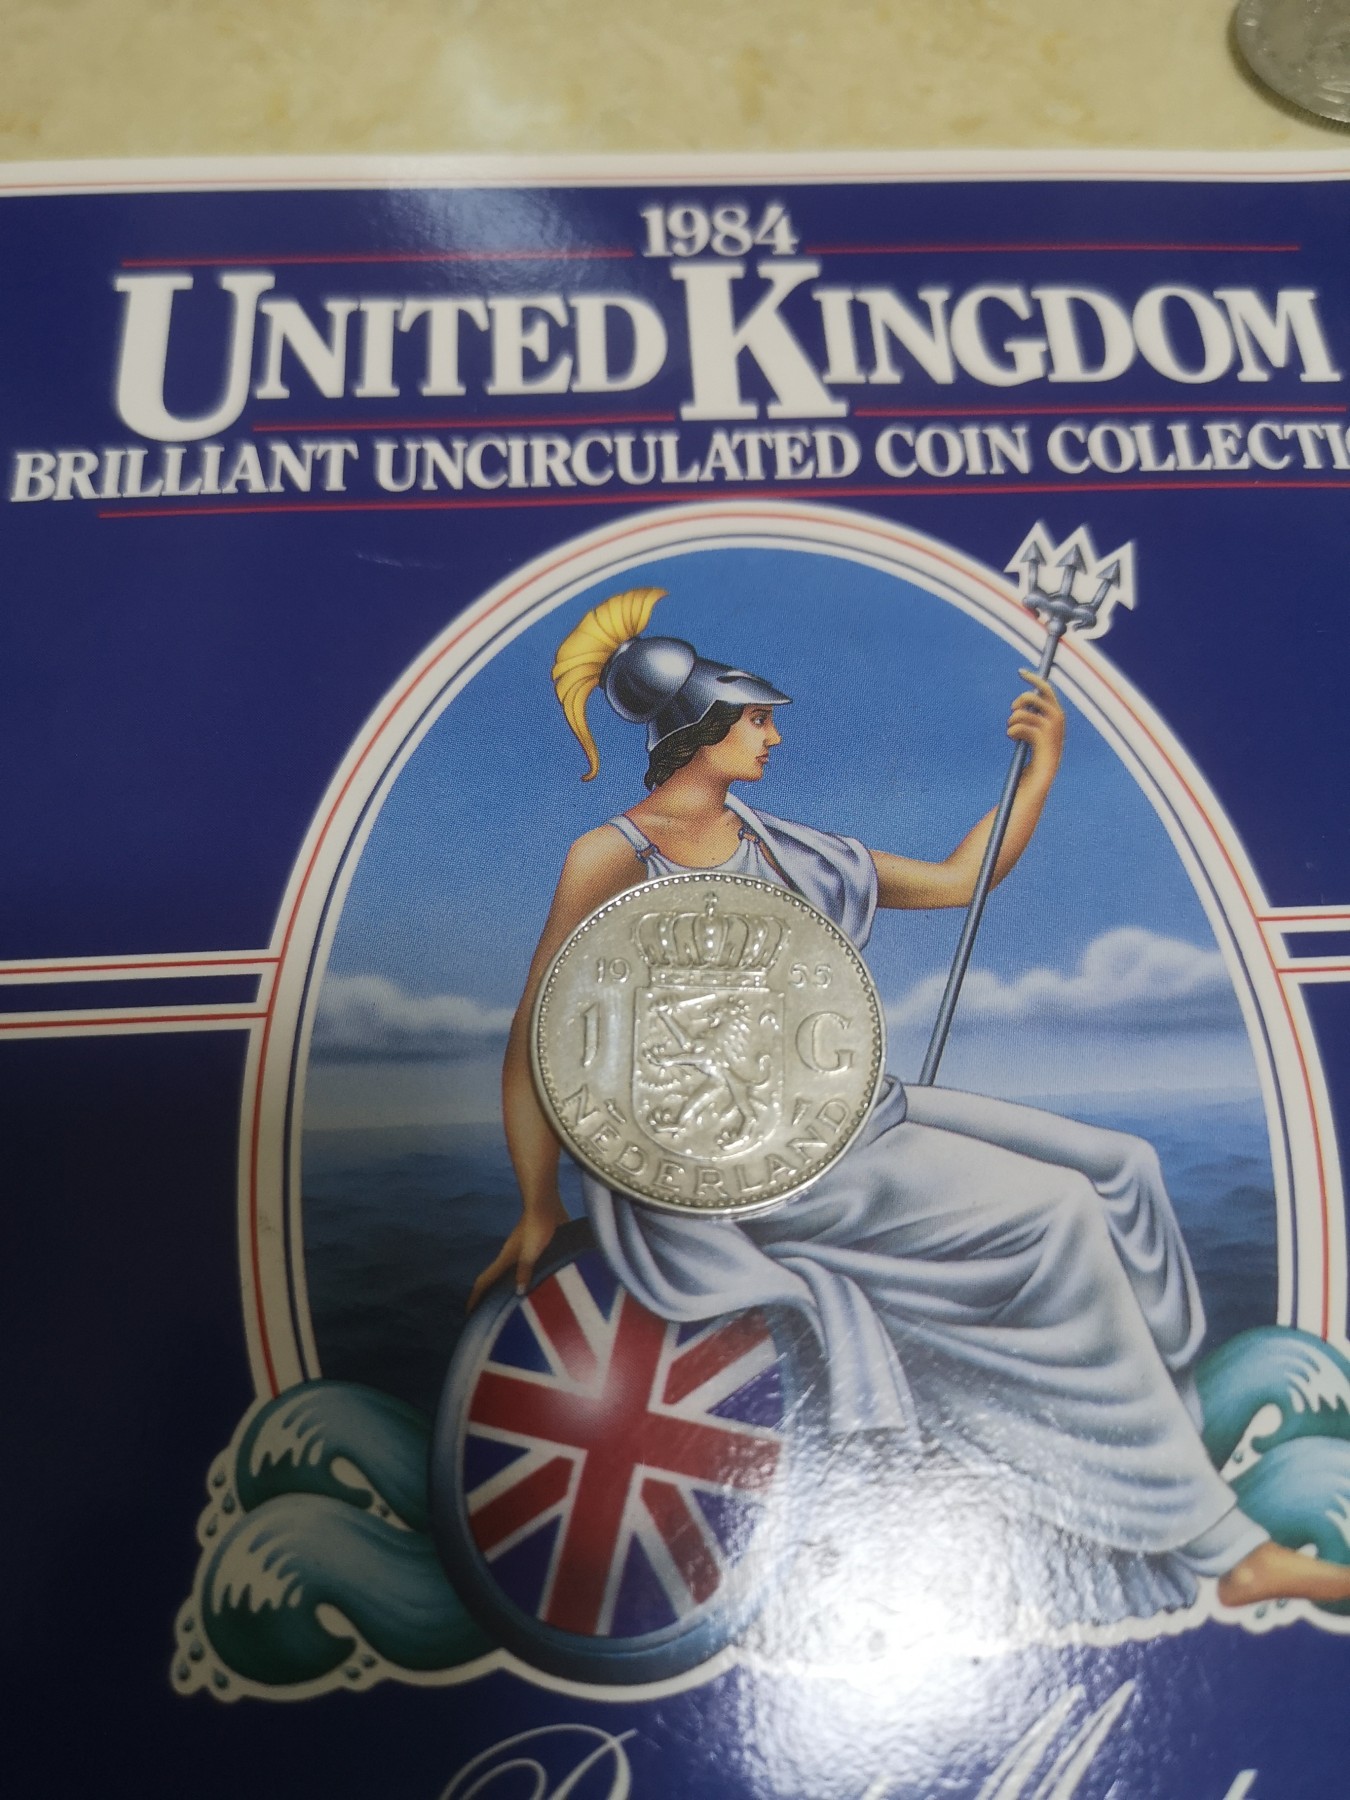 1984
UNITED KINGDOM
BRILLIANT UNCIRCULATED COIN COLLECTI
19 55
1 G
NEDERLAND